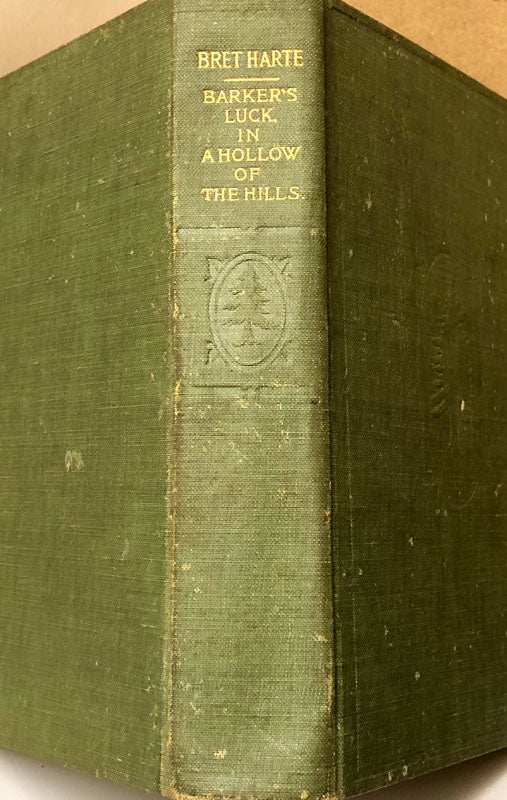 BRET HARTE
BARKER'S
LUCK,
IN
A HOLLOW
OF
THE HILLS.